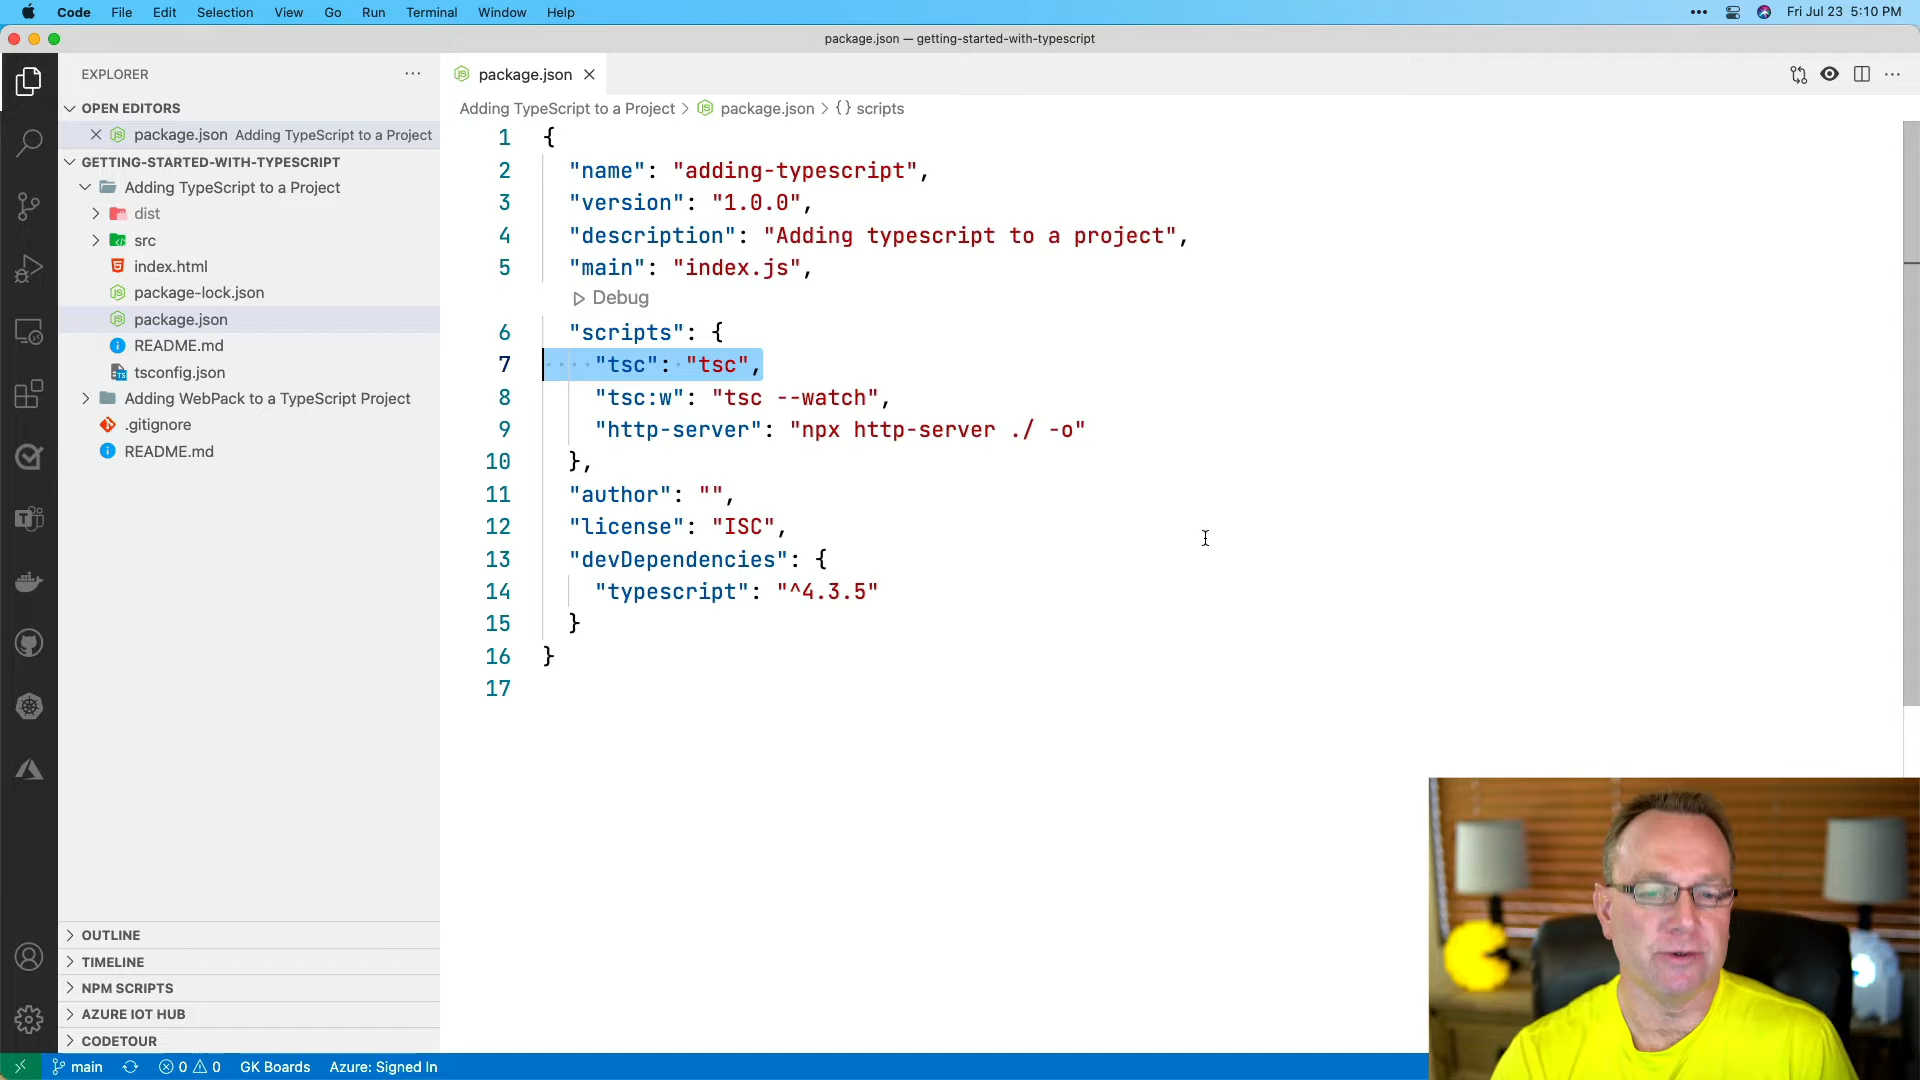 Code File Edit Selection View Go Run Terminal Window Help Fri Jul 23 5:10 PM
package.json — getting-started-with-typescript
EXPLORER
package.json
OPEN EDITORS
package.json Adding TypeScript to a Project
GETTING-STARTED-WITH-TYPESCRIPT
Adding TypeScript to a Project
dist
src
index.html
package-lock.json
package.json
README.md
tsconfig.json
Adding WebPack to a TypeScript Project
.gitignore
README.md
OUTLINE
TIMELINE
NPM SCRIPTS
AZURE IOT HUB
CODETOUR
Adding TypeScript to a Project > package.json > {} scripts
1 {
2 "name": "adding-typescript",
3 "version": "1.0.0",
4 "description": "Adding typescript to a project",
5 "main": "index.js",
Debug
6 "scripts": {
7 "tsc": "tsc",
8 "tsc:w": "tsc --watch",
9 "http-server": "npx http-server ./ -o"
10 },
11 "author": "",
12 "license": "ISC",
13 "devDependencies": {
14 "typescript": "^4.3.5"
15 }
16 }
17
main 0 0 GK Boards Azure: Signed In